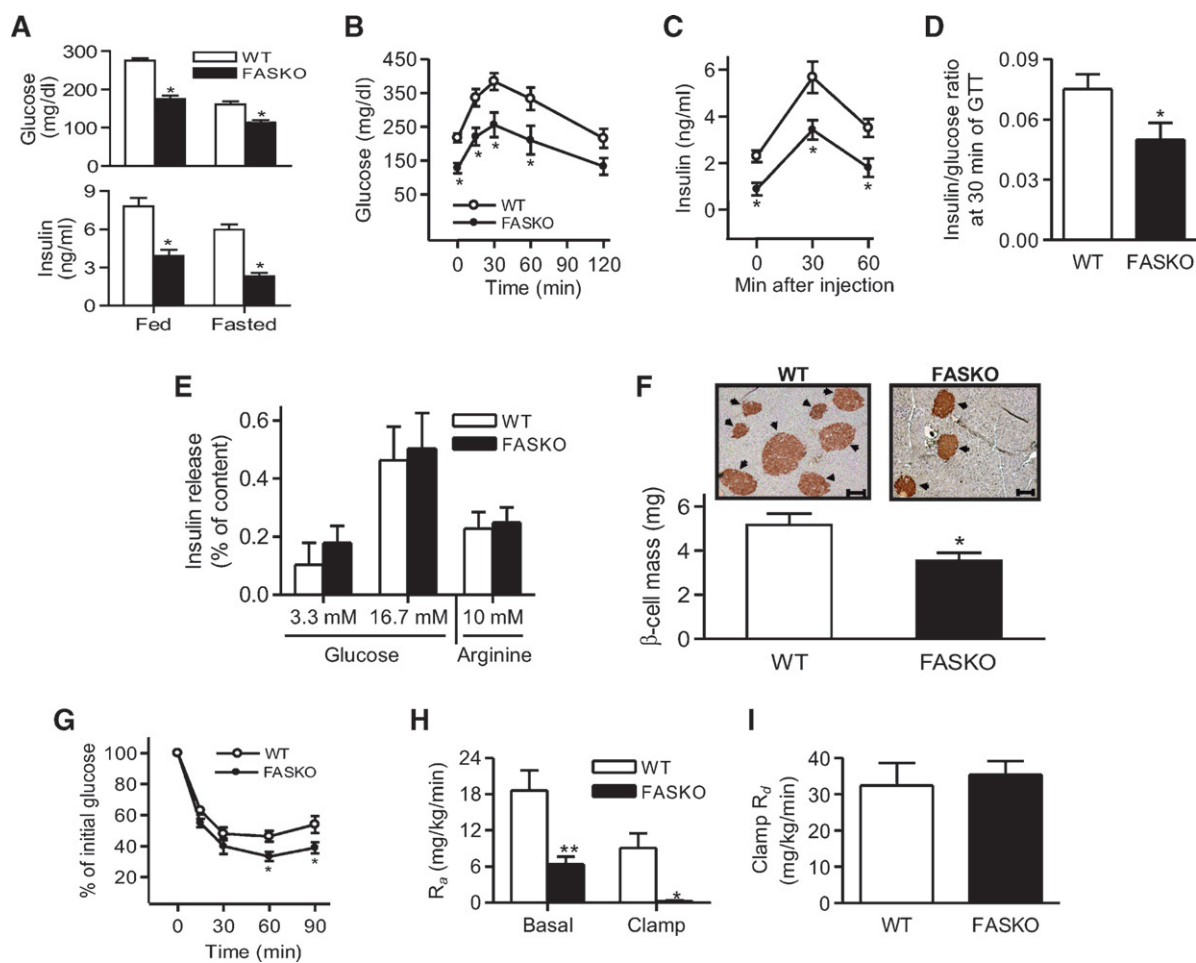 A
WT
FASKO
Glucose
(mg/dl)
300
200
100
0
*
*
Insulin
(ng/ml)
9
6
3
0
*
*
Fed
Fasted
B
Glucose (mg/dl)
450
350
250
150
50
* * * *
WT
FASKO
0 30 60 90 120
Time (min)
C
Insulin (ng/ml)
6
4
2
0
* * *
0 30 60
Min after injection
D
Insulin/glucose ratio
at 30 min of GTT
0.09
0.06
0.03
0.00
*
WT FASKO
E
Insulin release
(% of content)
0.6
0.4
0.2
0.0
WT
FASKO
3.3 mM 16.7 mM 10 mM
Glucose Arginine
F
WT FASKO
β-cell mass (mg)
6
4
2
0
*
WT FASKO
G
% of initial glucose
100
80
60
40
20
WT
FASKO
* *
0 30 60 90
Time (min)
H
Ra (mg/kg/min)
24
18
12
6
0
WT
FASKO
**
*
Basal Clamp
I
Clamp Rd
(mg/kg/min)
40
30
20
10
0
WT FASKO